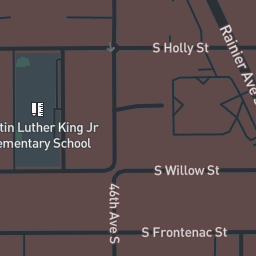 S Holly St
Rainier Ave S
tin Luther King Jr
ementary School
S Willow St
46th Ave S
S Frontenac St